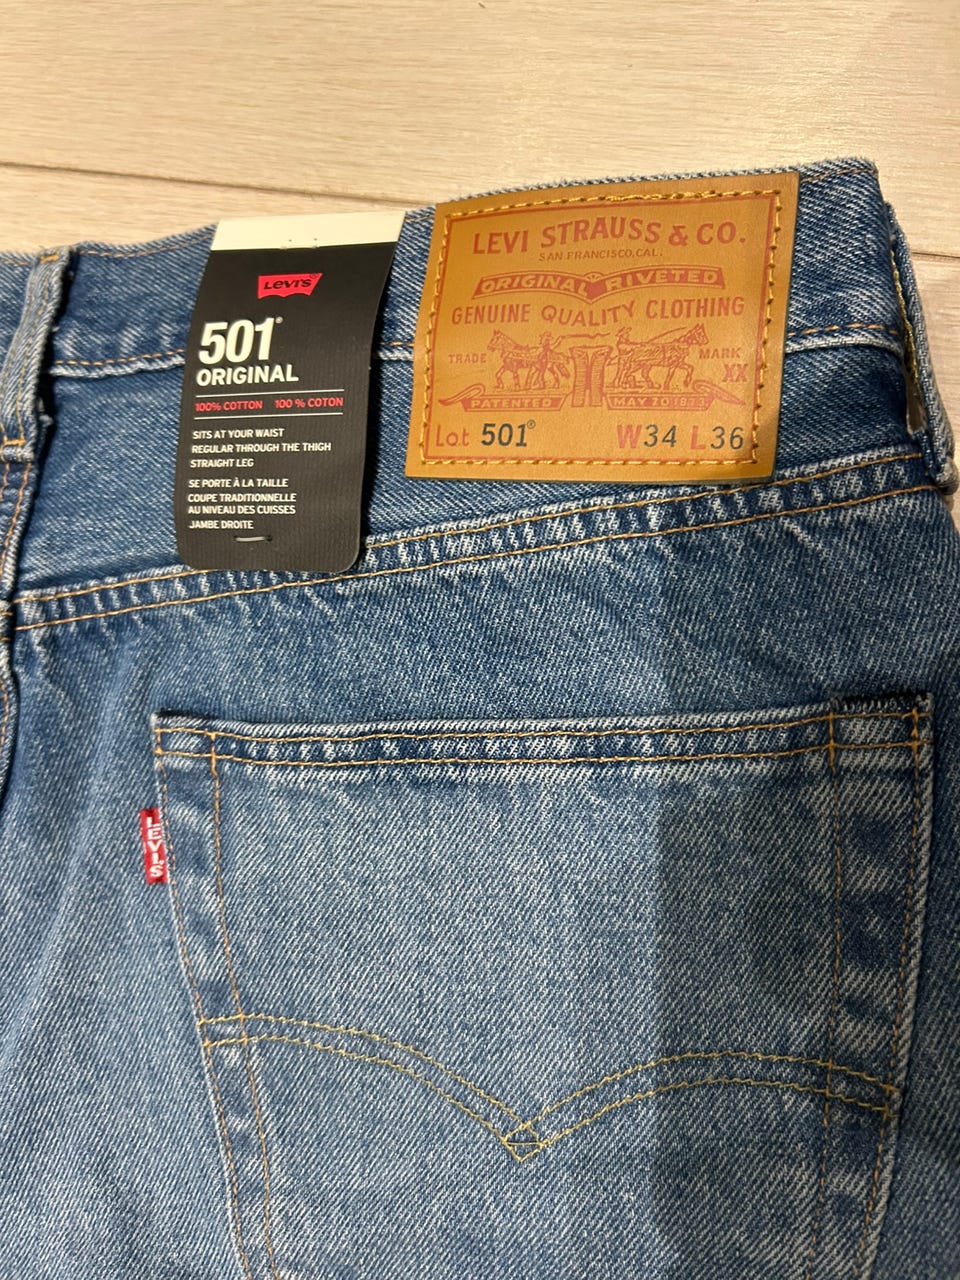 Levi's®
501®
ORIGINAL
100% COTTON 100 % COTON
SITS AT YOUR WAIST
REGULAR THROUGH THE THIGH
STRAIGHT LEG
SE PORTE À LA TAILLE
COUPE TRADITIONNELLE
AU NIVEAU DES CUISSES
JAMBE DROITE
LEVI STRAUSS & CO.
SAN FRANCISCO, CAL.
ORIGINAL RIVETED
GENUINE QUALITY CLOTHING
TRADE MARK
XX
PATENTED MAY 20 1873
Lot 501® W34 L36
LEVI'S